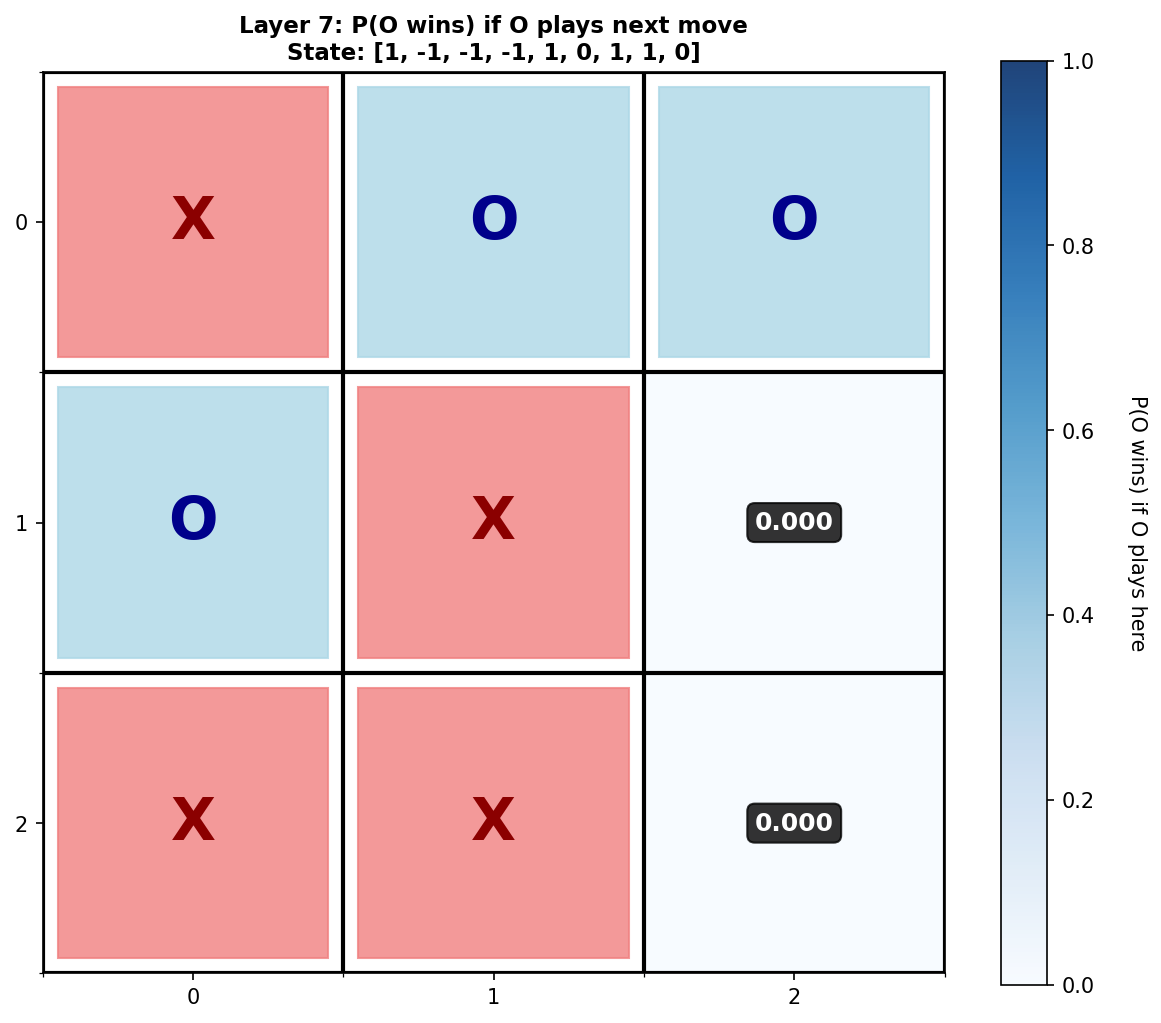 Layer 7: P(O wins) if O plays next move
State: [1, -1, -1, -1, 1, 0, 1, 1, 0]
X O O
O X 0.000
X X 0.000
0
1
2
0 1 2
1.0
0.8
0.6
0.4
0.2
0.0
P(O wins) if O plays here